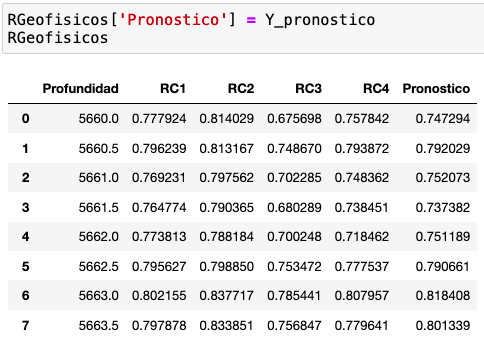 RGeofisicos['Pronostico'] = Y_pronostico
RGeofisicos
Profundidad RC1 RC2 RC3 RC4 Pronostico
0 5660.0 0.777924 0.814029 0.675698 0.757842 0.747294
1 5660.5 0.796239 0.813167 0.748670 0.793872 0.792029
2 5661.0 0.769231 0.797562 0.702285 0.748362 0.752073
3 5661.5 0.764774 0.790365 0.680289 0.738451 0.737382
4 5662.0 0.773813 0.788184 0.700248 0.718462 0.751189
5 5662.5 0.795627 0.798850 0.753472 0.777537 0.790661
6 5663.0 0.802155 0.837717 0.785441 0.807957 0.818408
7 5663.5 0.797878 0.833851 0.756847 0.779641 0.801339